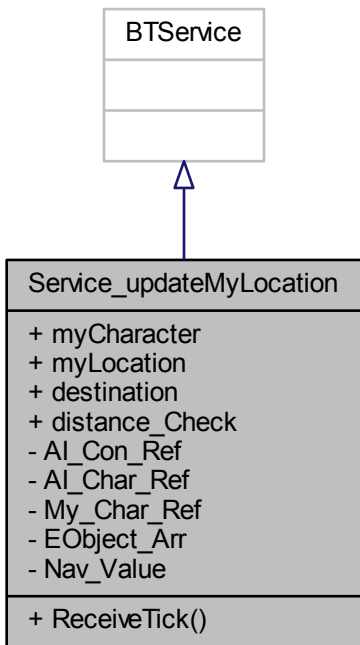 BTService
Service_updateMyLocation
+ myCharacter
+ myLocation
+ destination
+ distance_Check
- AI_Con_Ref
- AI_Char_Ref
- My_Char_Ref
- EObject_Arr
- Nav_Value
+ ReceiveTick()